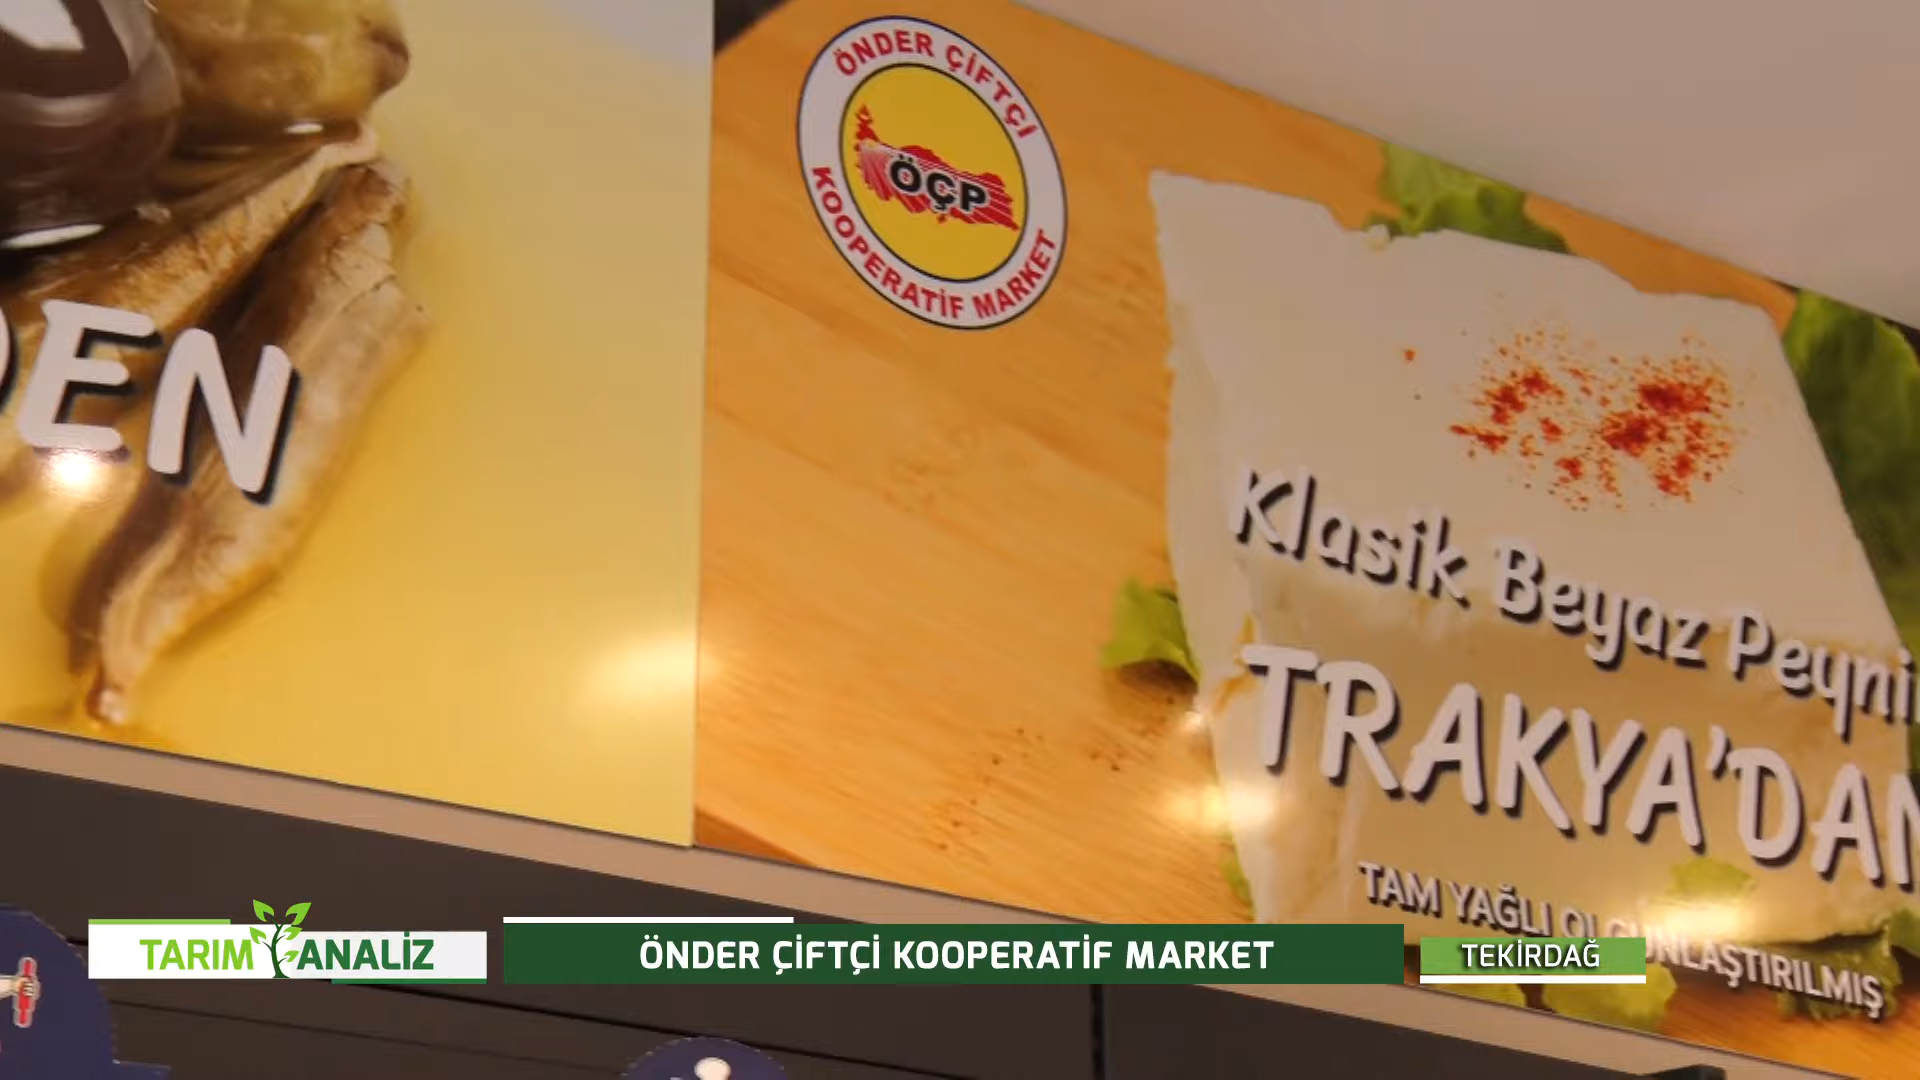 ÖNDER ÇİFTÇİ
ÖÇP
KOOPERATİF MARKET
DEN
Klasik Beyaz Peyni
TRAKYA'DAN
TAM YAĞLI OLGUNLAŞTIRILMIŞ
TARIM ANALİZ
ÖNDER ÇİFTÇİ KOOPERATİF MARKET
TEKİRDAĞ